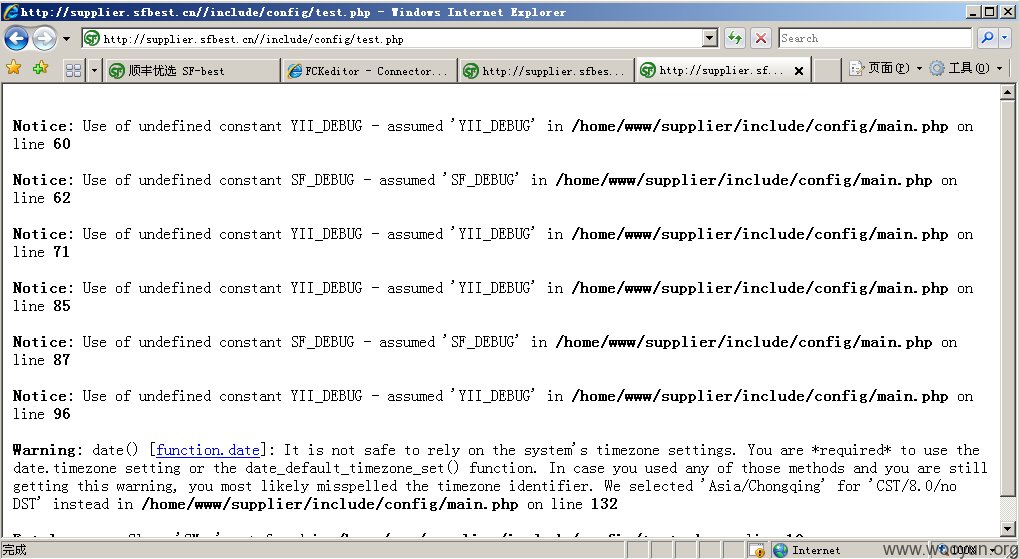 http://supplier.sfbest.cn//include/config/test.php - Windows Internet Explorer
http://supplier.sfbest.cn//include/config/test.php
Search
顺丰优选 SF-best
FCKeditor - Connector...
http://supplier.sfbes...
http://supplier.sf...
页面(P)
工具(O)
Notice: Use of undefined constant YII_DEBUG - assumed 'YII_DEBUG' in /home/www/supplier/include/config/main.php on
line 60
Notice: Use of undefined constant SF_DEBUG - assumed 'SF_DEBUG' in /home/www/supplier/include/config/main.php on
line 62
Notice: Use of undefined constant YII_DEBUG - assumed 'YII_DEBUG' in /home/www/supplier/include/config/main.php on
line 71
Notice: Use of undefined constant YII_DEBUG - assumed 'YII_DEBUG' in /home/www/supplier/include/config/main.php on
line 85
Notice: Use of undefined constant SF_DEBUG - assumed 'SF_DEBUG' in /home/www/supplier/include/config/main.php on
line 87
Notice: Use of undefined constant YII_DEBUG - assumed 'YII_DEBUG' in /home/www/supplier/include/config/main.php on
line 96
Warning: date() [function.date]: It is not safe to rely on the system's timezone settings. You are *required* to use the
date.timezone setting or the date_default_timezone_set() function. In case you used any of those methods and you are still
getting this warning, you most likely misspelled the timezone identifier. We selected 'Asia/Chongqing' for 'CST/8.0/no
DST' instead in /home/www/supplier/include/config/main.php on line 132
完成
Internet
100%
www.wooyun.org